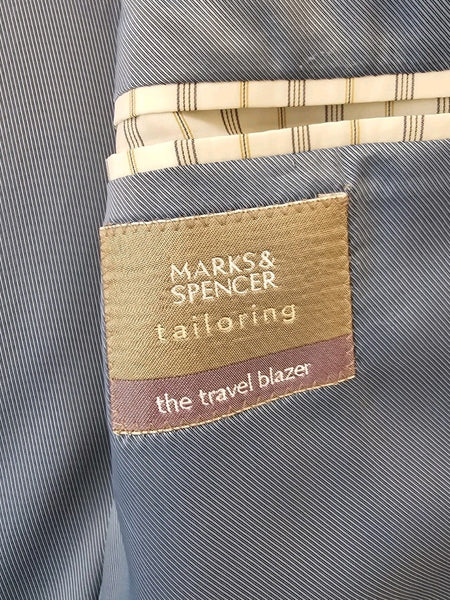 MARKS&
SPENCER
tailoring
the travel blazer